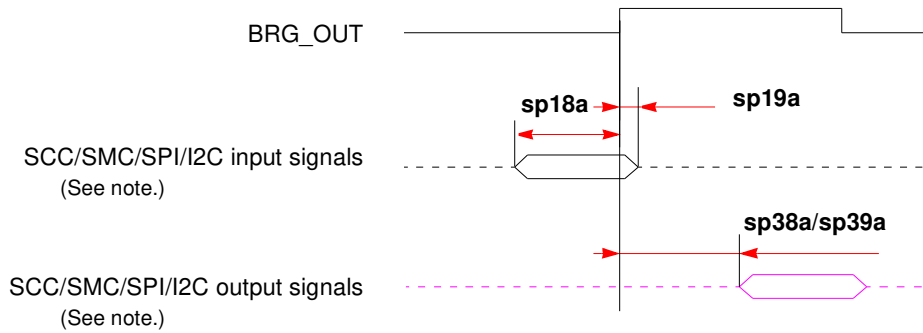 BRG_OUT
sp18a
sp19a
SCC/SMC/SPI/I2C input signals
(See note.)
sp38a/sp39a
SCC/SMC/SPI/I2C output signals
(See note.)